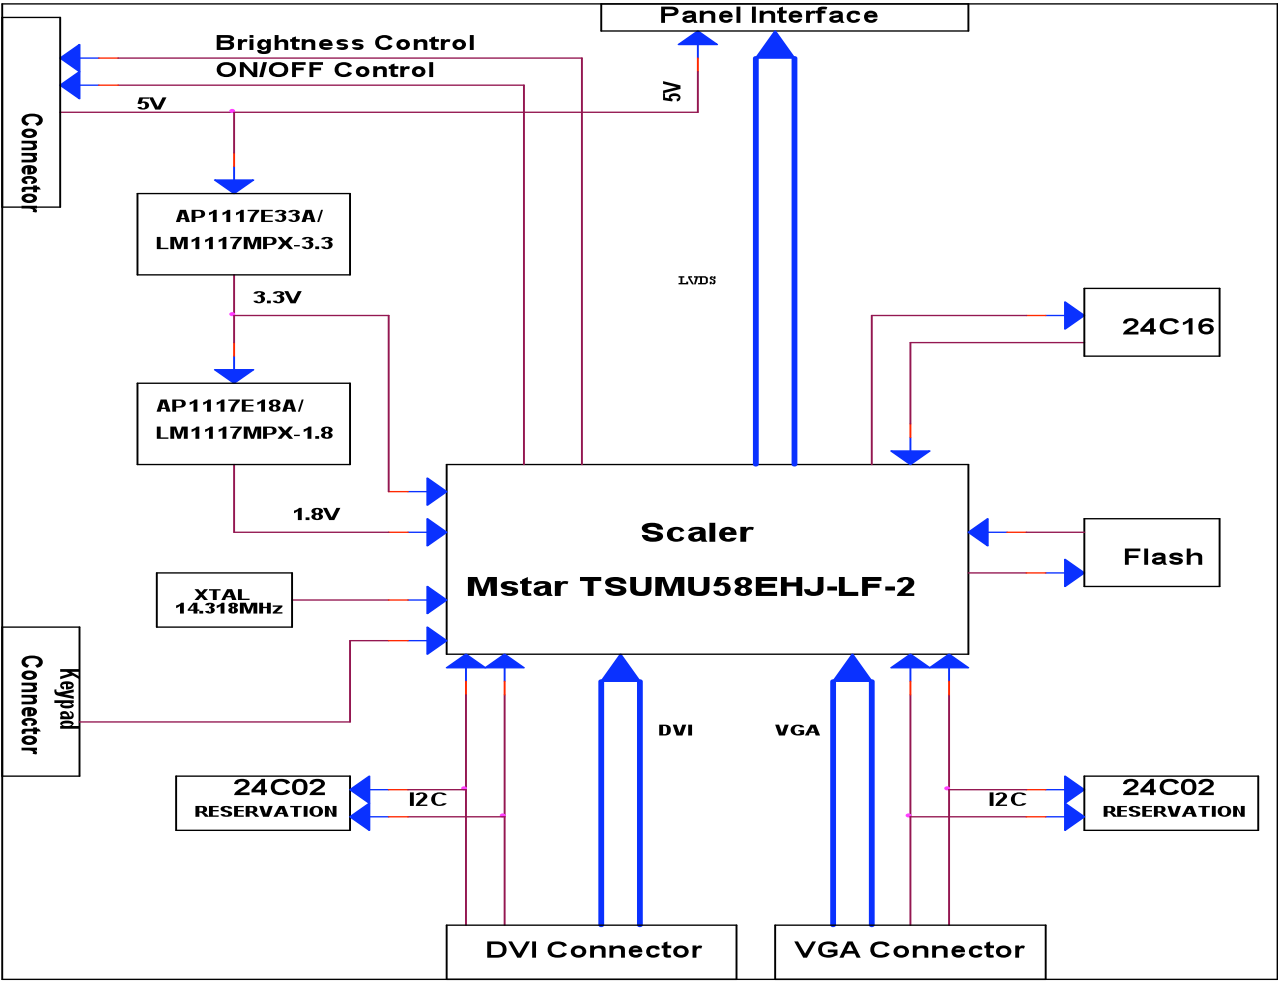 Panel Interface
Brightness Control
ON/OFF Control
5V
5V
Connector
AP1117E33A/
LM1117MPX-3.3
3.3V
LVDS
24C16
AP1117E18A/
LM1117MPX-1.8
1.8V
Scaler
Mstar TSUMU58EHJ-LF-2
Flash
XTAL
14.318MHz
Keypad
Connector
DVI
VGA
24C02
RESERVATION
I2C
I2C
24C02
RESERVATION
DVI Connector
VGA Connector